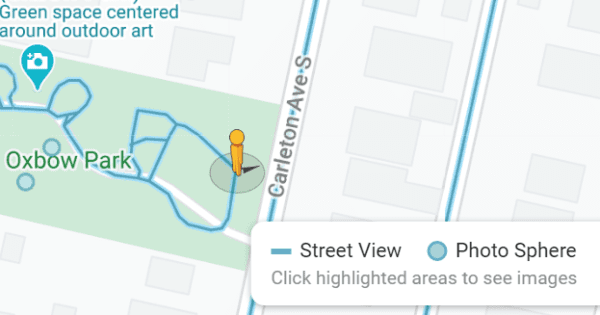 Green space centered
around outdoor art
Oxbow Park
Carleton Ave S
Street View
Photo Sphere
Click highlighted areas to see images